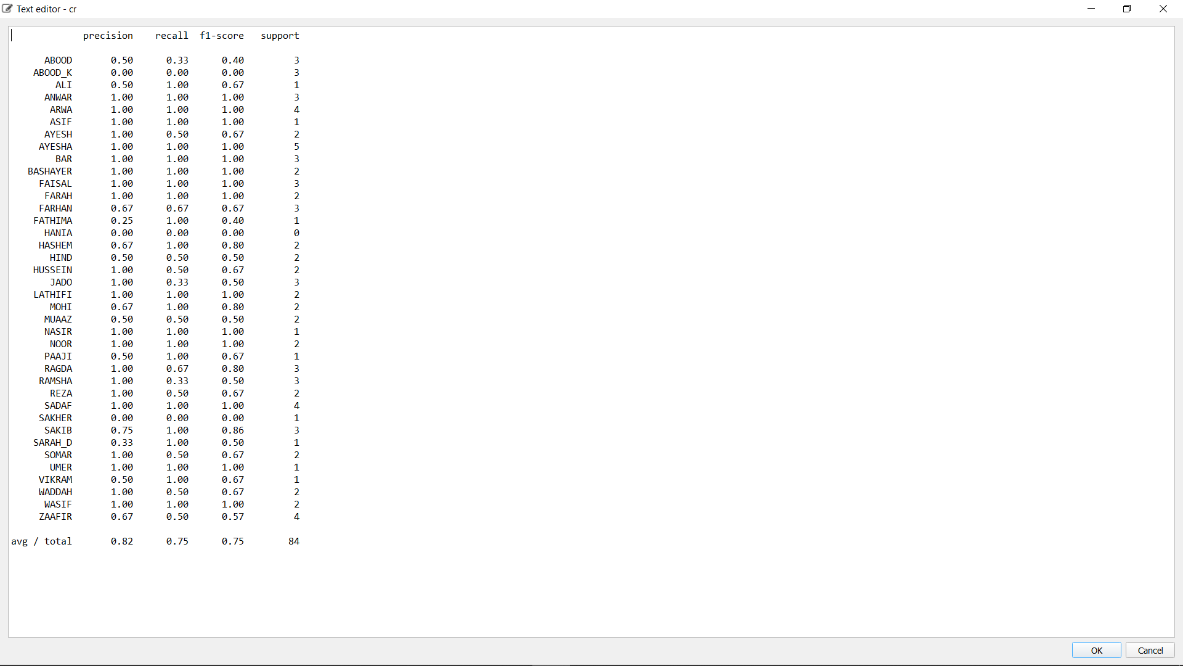 Text editor - cr
precision recall f1-score support
ABOOD 0.50 0.33 0.40 3
ABOOD_K 0.00 0.00 0.00 3
ALI 0.50 1.00 0.67 1
ANWAR 1.00 1.00 1.00 3
ARWA 1.00 1.00 1.00 4
ASIF 1.00 1.00 1.00 1
AYESH 1.00 0.50 0.67 2
AYESHA 1.00 1.00 1.00 5
BAR 1.00 1.00 1.00 3
BASHAYER 1.00 1.00 1.00 2
FAISAL 1.00 1.00 1.00 3
FARAH 1.00 1.00 1.00 2
FARHAN 0.67 0.67 0.67 3
FATHIMA 0.25 1.00 0.40 1
HANIA 0.00 0.00 0.00 0
HASHEM 0.67 1.00 0.80 2
HIND 0.50 0.50 0.50 2
HUSSEIN 1.00 0.50 0.67 2
JADO 1.00 0.33 0.50 3
LATHIFI 1.00 1.00 1.00 2
MOHI 0.67 1.00 0.80 2
MUAAZ 0.50 0.50 0.50 2
NASIR 1.00 1.00 1.00 1
NOOR 1.00 1.00 1.00 2
PAAJI 0.50 1.00 0.67 1
RAGDA 1.00 0.67 0.80 3
RAMSHA 1.00 0.33 0.50 3
REZA 1.00 0.50 0.67 2
SADAF 1.00 1.00 1.00 4
SAKHER 0.00 0.00 0.00 1
SAKIB 0.75 1.00 0.86 3
SARAH_D 0.33 1.00 0.50 1
SOMAR 1.00 0.50 0.67 2
UMER 1.00 1.00 1.00 1
VIKRAM 0.50 1.00 0.67 1
WADDAH 1.00 0.50 0.67 2
WASIF 1.00 1.00 1.00 2
ZAAFIR 0.67 0.50 0.57 4
avg / total 0.82 0.75 0.75 84
OK Cancel